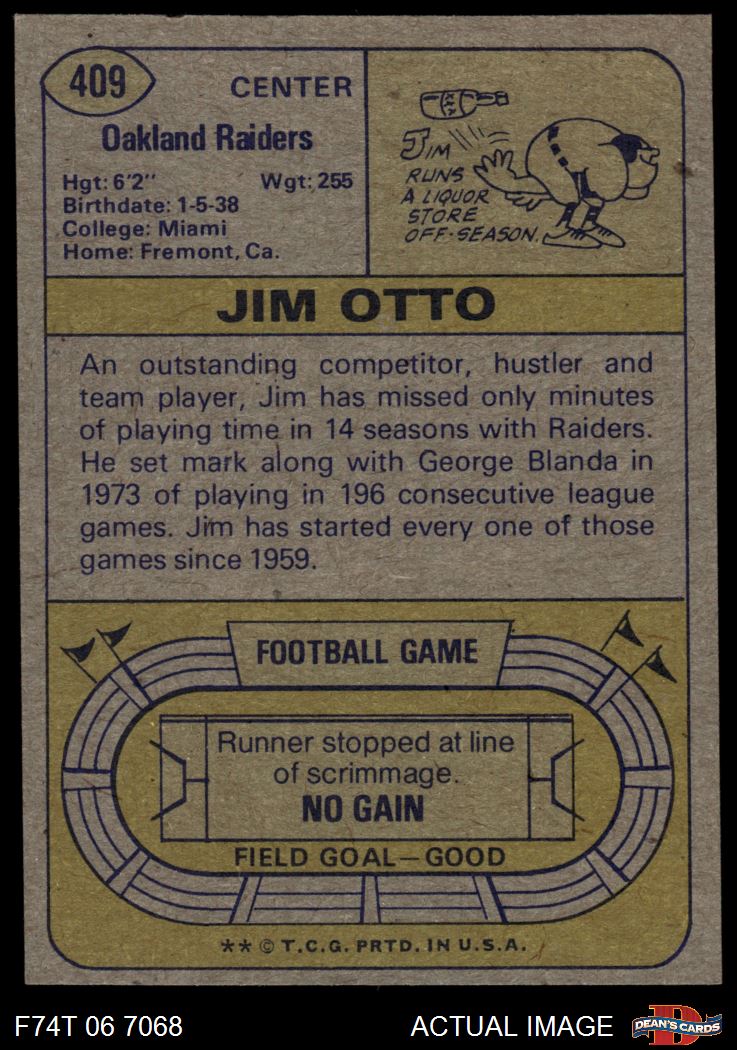 409
CENTER
Oakland Raiders
Hgt: 6'2" Wgt: 255
Birthdate: 1-5-38
College: Miami
Home: Fremont, Ca.
XXX
JIM
RUNS
A LIQUOR
STORE
OFF-SEASON.
JIM OTTO
An outstanding competitor, hustler and
team player, Jim has missed only minutes
of playing time in 14 seasons with Raiders.
He set mark along with George Blanda in
1973 of playing in 196 consecutive league
games. Jim has started every one of those
games since 1959.
FOOTBALL GAME
Runner stopped at line
of scrimmage.
NO GAIN
FIELD GOAL—GOOD
** © T.C.G. PRTD. IN U.S.A.
F74T 06 7068
ACTUAL IMAGE
D
DEAN'S CARDS